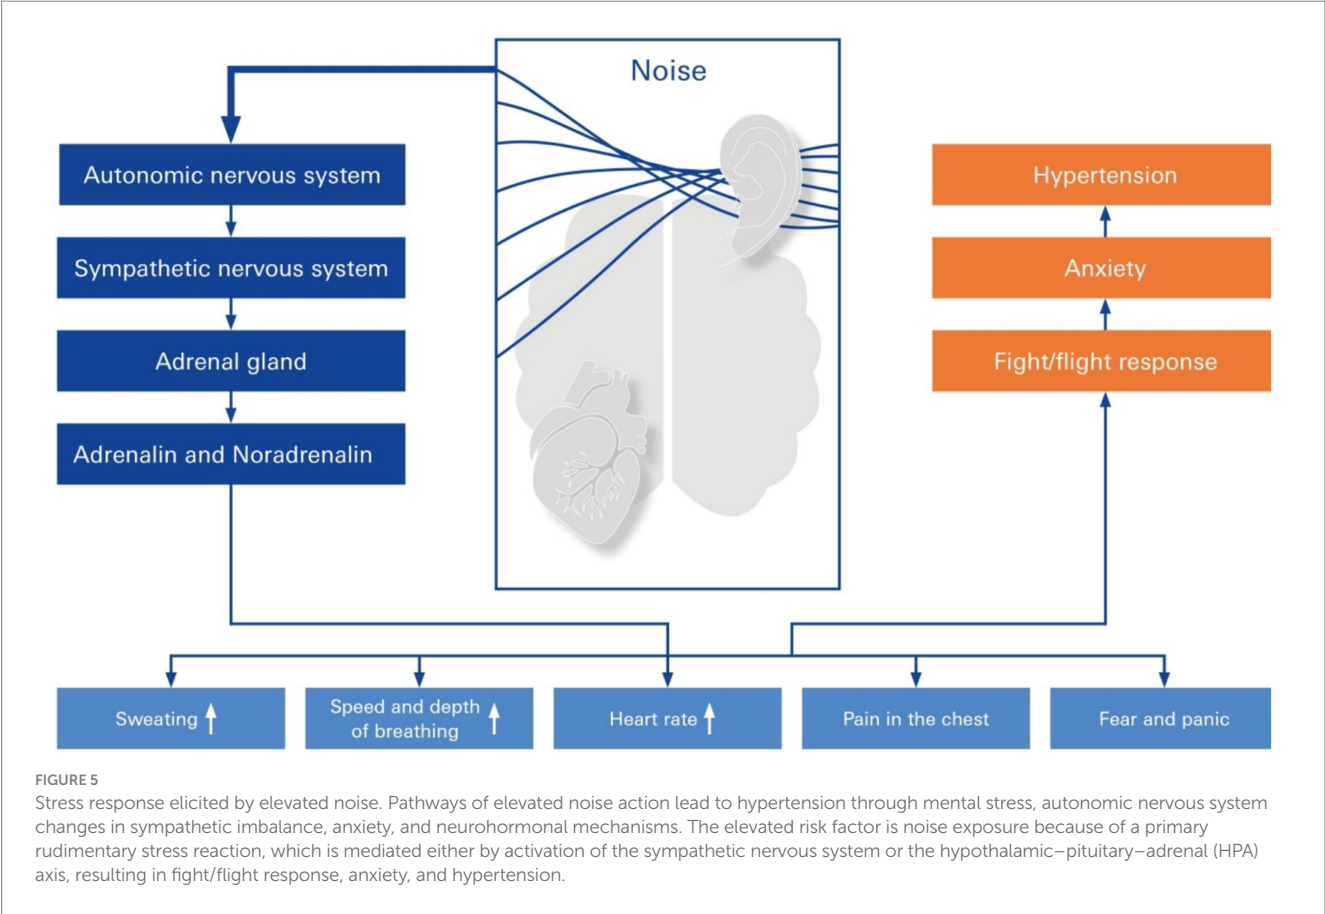 Noise
Autonomic nervous system
Sympathetic nervous system
Adrenal gland
Adrenalin and Noradrenalin
Hypertension
Anxiety
Fight/flight response
Sweating
Speed and depth
of breathing
Heart rate
Pain in the chest
Fear and panic
FIGURE 5
Stress response elicited by elevated noise. Pathways of elevated noise action lead to hypertension through mental stress, autonomic nervous system
changes in sympathetic imbalance, anxiety, and neurohormonal mechanisms. The elevated risk factor is noise exposure because of a primary
rudimentary stress reaction, which is mediated either by activation of the sympathetic nervous system or the hypothalamic–pituitary–adrenal (HPA)
axis, resulting in fight/flight response, anxiety, and hypertension.